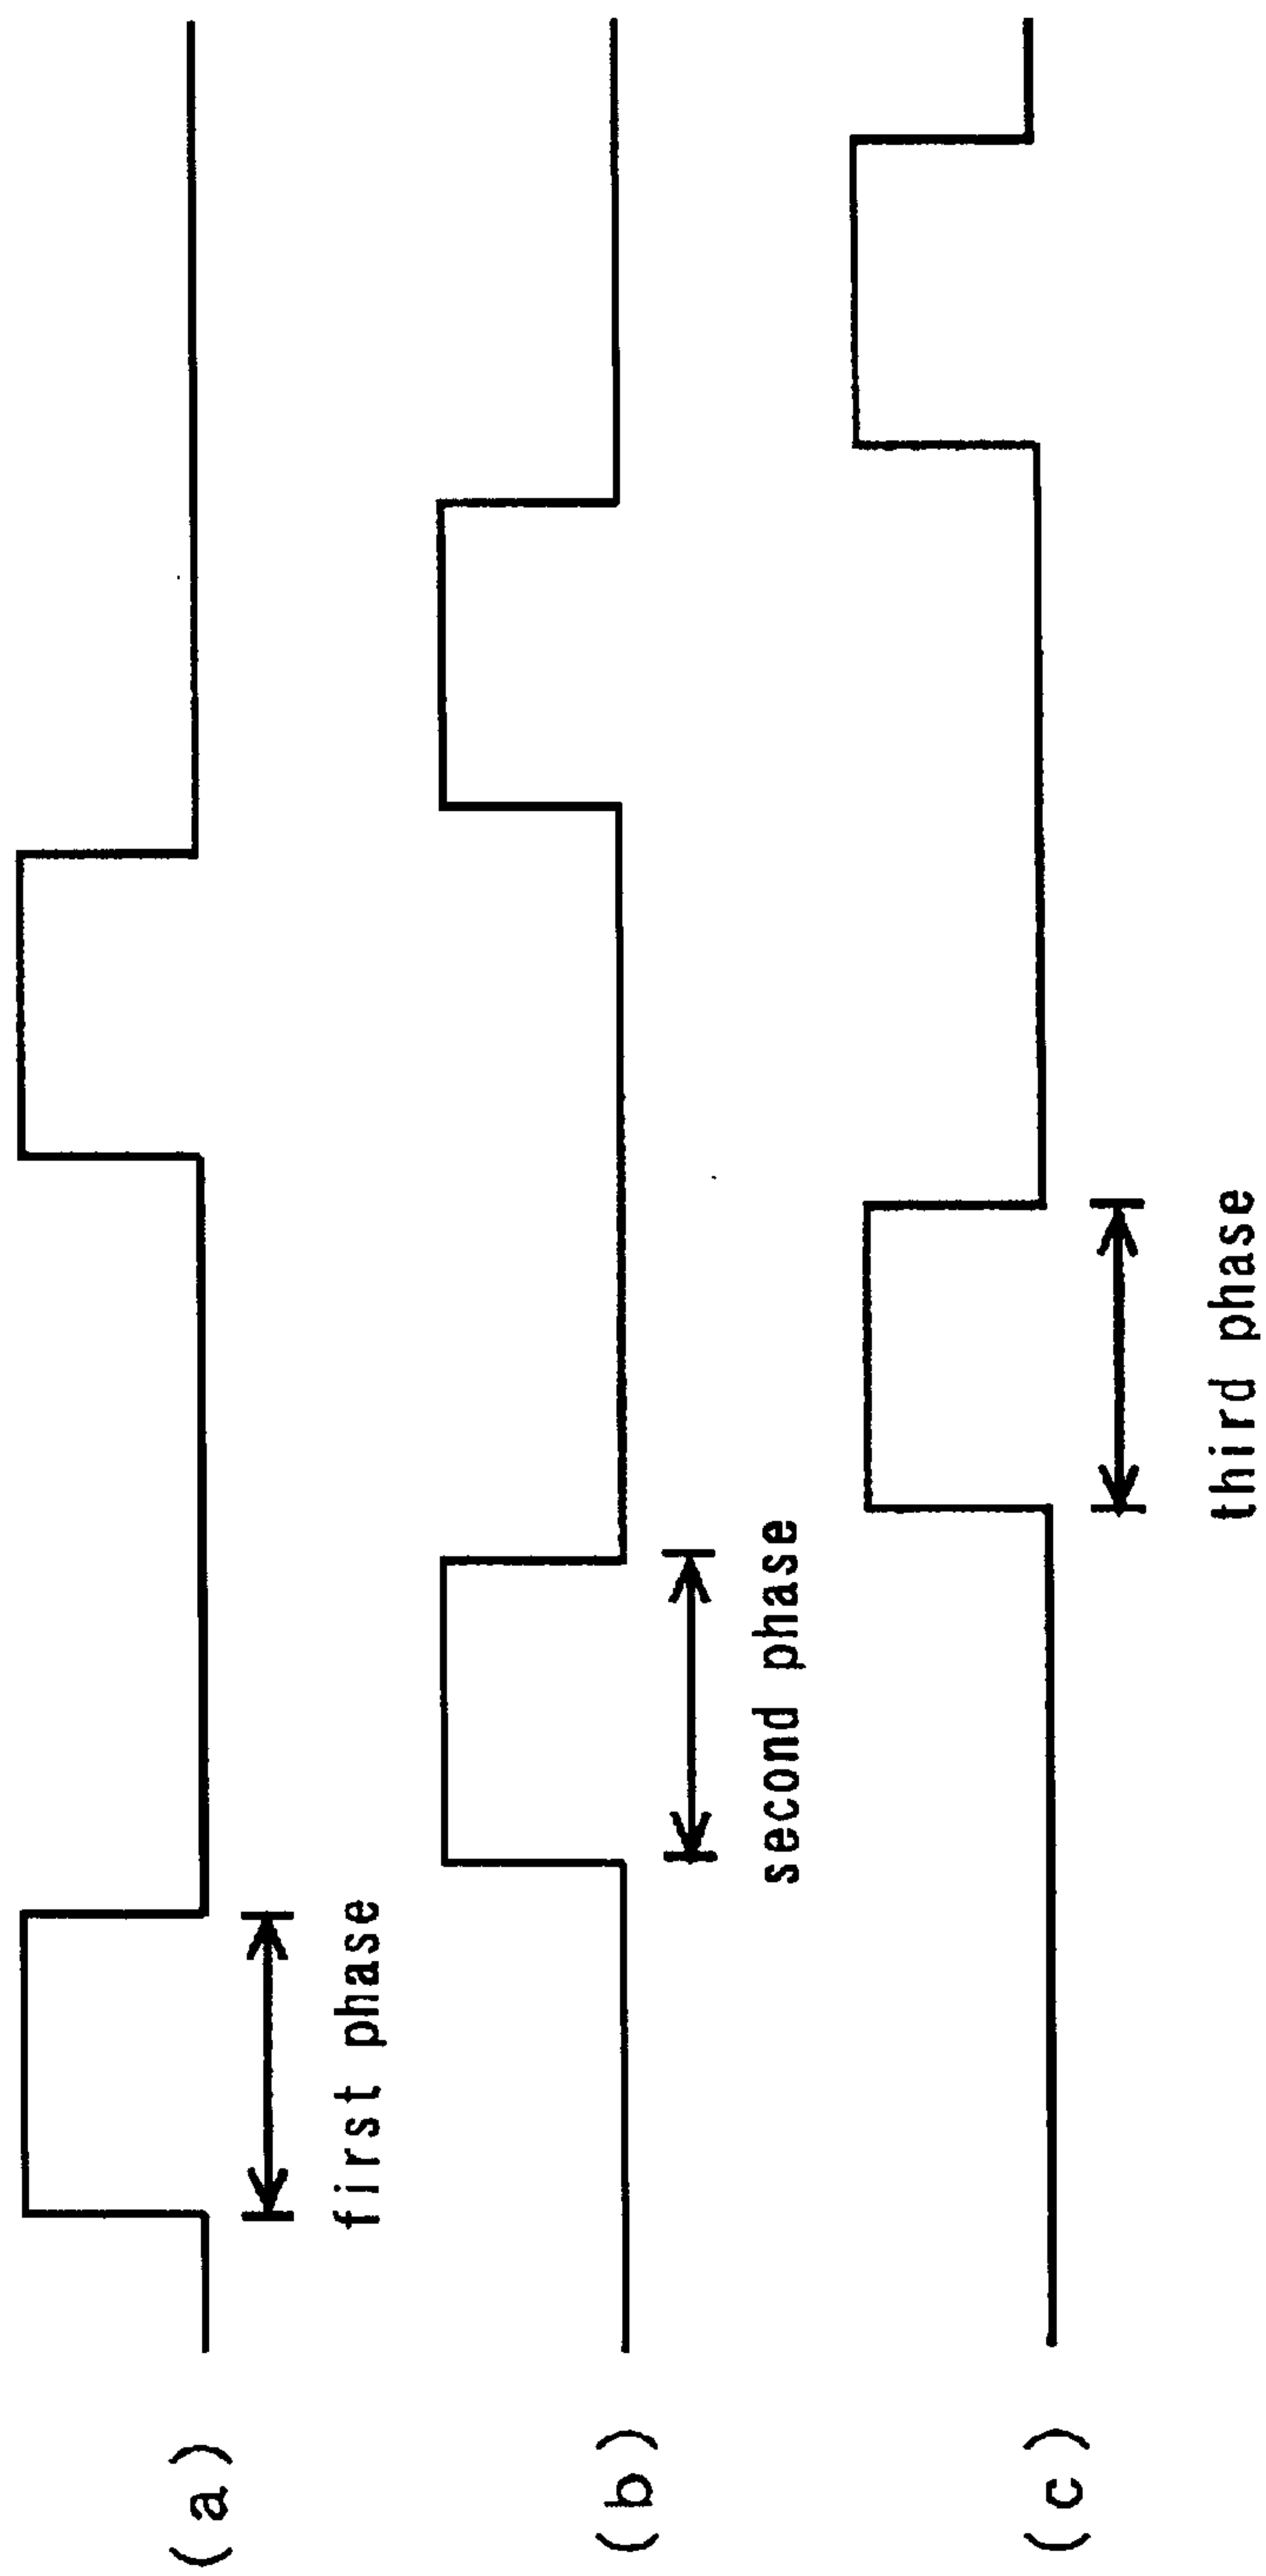 (a)
first phase
(b)
second phase
(c)
third phase